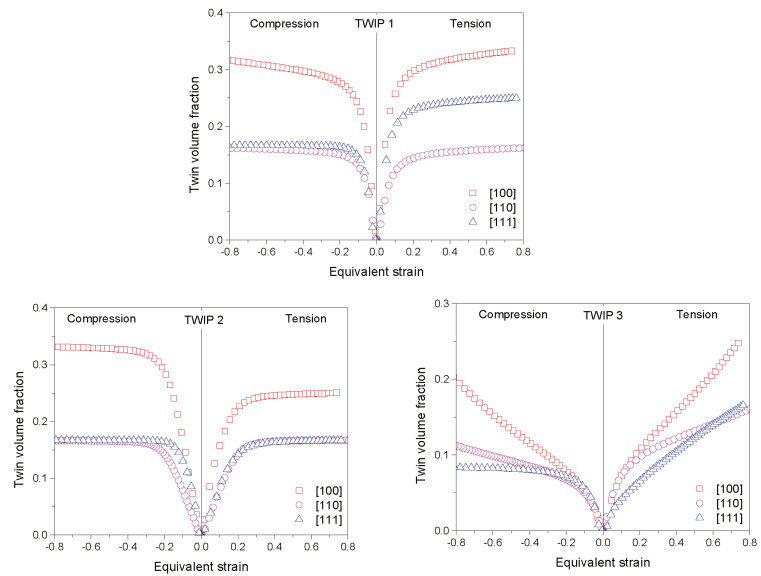 Compression TWIP 1 Tension
0.4
0.3
0.2
0.1
0.0
Twin volume fraction
[100]
[110]
[111]
-0.8 -0.6 -0.4 -0.2 0.0 0.2 0.4 0.6 0.8
Equivalent strain
Compression TWIP 2 Tension
0.4
0.3
0.2
0.1
0.0
Twin volume fraction
[100]
[110]
[111]
-0.8 -0.6 -0.4 -0.2 0.0 0.2 0.4 0.6 0.8
Equivalent strain
Compression TWIP 3 Tension
0.3
0.2
0.1
0.0
Twin volume fraction
[100]
[110]
[111]
-0.8 -0.6 -0.4 -0.2 0.0 0.2 0.4 0.6 0.8
Equivalent strain